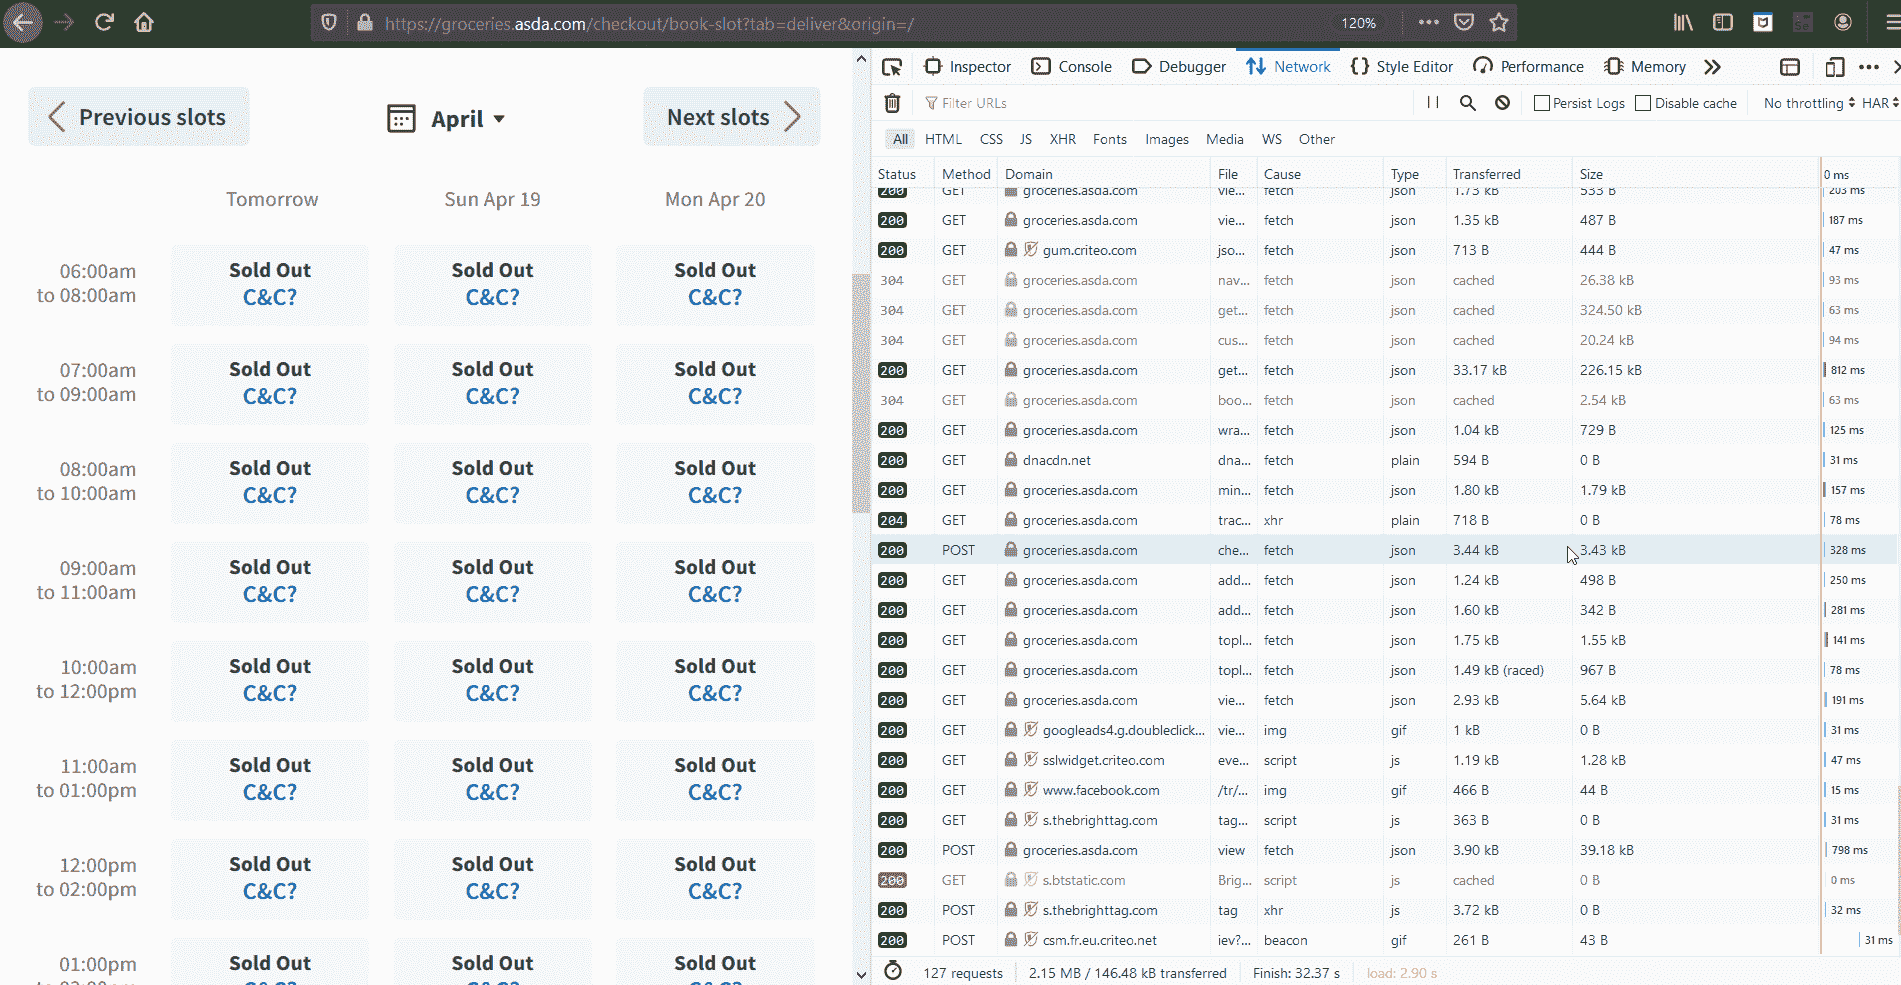 https://groceries.asda.com/checkout/book-slot?tab=deliver&origin=/ 120%
Previous slots April Next slots
Tomorrow Sun Apr 19 Mon Apr 20
06:00am to 08:00am Sold Out C&C? Sold Out C&C? Sold Out C&C?
07:00am to 09:00am Sold Out C&C? Sold Out C&C? Sold Out C&C?
08:00am to 10:00am Sold Out C&C? Sold Out C&C? Sold Out C&C?
09:00am to 11:00am Sold Out C&C? Sold Out C&C? Sold Out C&C?
10:00am to 12:00pm Sold Out C&C? Sold Out C&C? Sold Out C&C?
11:00am to 01:00pm Sold Out C&C? Sold Out C&C? Sold Out C&C?
12:00pm to 02:00pm Sold Out C&C? Sold Out C&C? Sold Out C&C?
01:00pm Sold Out Sold Out Sold Out
Inspector Console Debugger Network Style Editor Performance Memory
Filter URLs Persist Logs Disable cache No throttling HAR
All HTML CSS JS XHR Fonts Images Media WS Other
Status Method Domain File Cause Type Transferred Size 0 ms
200 GET groceries.asda.com vie... fetch json 1.73 kB 533 B 203 ms
200 GET groceries.asda.com vie... fetch json 1.35 kB 487 B 187 ms
200 GET gum.criteo.com jso... fetch json 713 B 444 B 47 ms
304 GET groceries.asda.com nav... fetch json cached 26.38 kB 93 ms
304 GET groceries.asda.com get... fetch json cached 324.50 kB 63 ms
304 GET groceries.asda.com cus... fetch json cached 20.24 kB 94 ms
200 GET groceries.asda.com get... fetch json 33.17 kB 226.15 kB 812 ms
304 GET groceries.asda.com boo... fetch json cached 2.54 kB 63 ms
200 GET groceries.asda.com wra... fetch json 1.04 kB 729 B 125 ms
200 GET dnacdn.net dna... fetch plain 594 B 0 B 31 ms
200 GET groceries.asda.com min... fetch json 1.80 kB 1.79 kB 157 ms
204 GET groceries.asda.com trac... xhr plain 718 B 0 B 78 ms
200 POST groceries.asda.com che... fetch json 3.44 kB 3.43 kB 328 ms
200 GET groceries.asda.com add... fetch json 1.24 kB 498 B 250 ms
200 GET groceries.asda.com add... fetch json 1.60 kB 342 B 281 ms
200 GET groceries.asda.com topl... fetch json 1.75 kB 1.55 kB 141 ms
200 GET groceries.asda.com topl... fetch json 1.49 kB (raced) 967 B 78 ms
200 GET groceries.asda.com vie... fetch json 2.93 kB 5.64 kB 191 ms
200 GET googleads4.g.doubleclick... vie... img gif 1 kB 0 B 31 ms
200 GET sslwidget.criteo.com eve... script js 1.19 kB 1.28 kB 47 ms
200 GET www.facebook.com /tr/... img gif 466 B 44 B 15 ms
200 GET s.thebrighttag.com tag... script js 363 B 0 B 31 ms
200 POST groceries.asda.com view fetch json 3.90 kB 39.18 kB 798 ms
200 GET s.btstatic.com Brig... script js cached 0 B 0 ms
200 POST s.thebrighttag.com tag xhr js 3.72 kB 0 B 32 ms
200 POST csm.fr.eu.criteo.net iev?... beacon gif 261 B 43 B 31 ms
127 requests 2.15 MB / 146.48 kB transferred Finish: 32.37 s load: 2.90 s